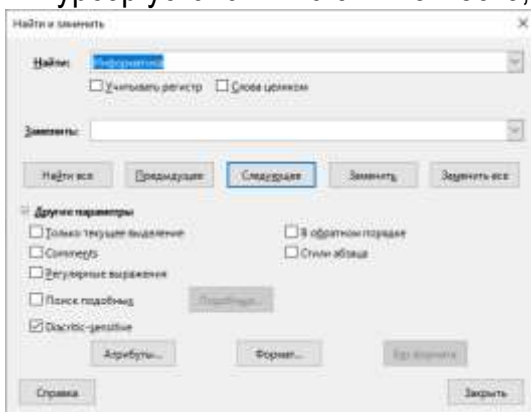 Найти и заменить
Найти: Информатика
Учитывать регистр Слова целиком
Заменить:
Найти все Предыдущее Следующее Заменить Заменить все
Другие параметры
Только текущее выделение В обратном порядке
Comments Стили абзаца
Регулярные выражения
Поиск подобных Подобные...
Diacritic-sensitive
Атрибуты... Формат... Без формата
Справка Закрыть